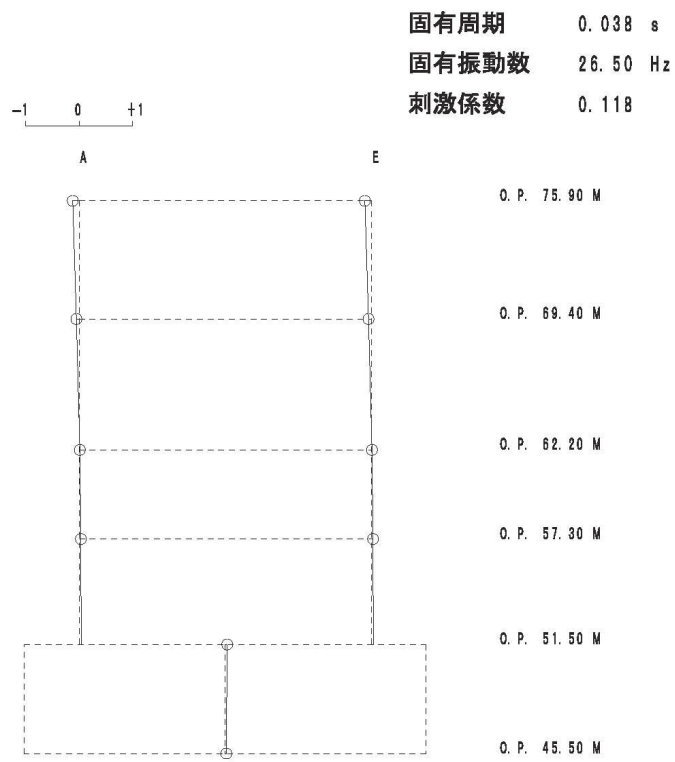 固有周期 0.038 s
固有振動数 26.50 Hz
刺激係数 0.118
-1 0 +1
A E
O.P. 75.90 M
O.P. 69.40 M
O.P. 62.20 M
O.P. 57.30 M
O.P. 51.50 M
O.P. 45.50 M